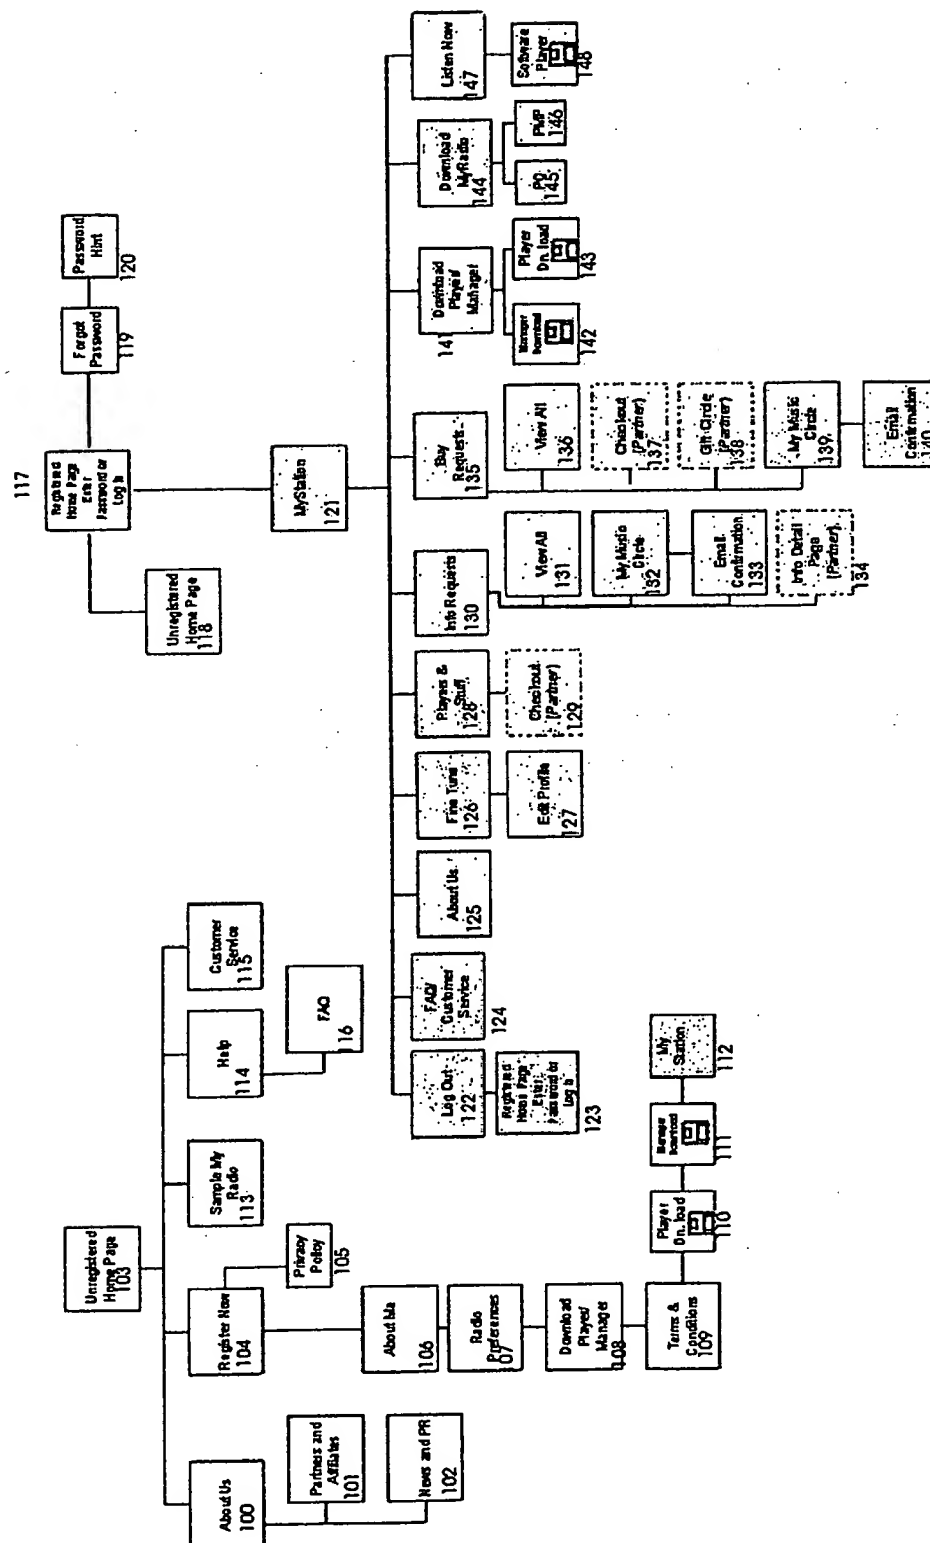 Unregistered
Home Page
103
About Us
100
Partners and
Affiliates
101
News and PR
102
Register Now
104
Privacy
Policy
105
About Me
106
Radio
Preferences
107
Download
Player/
Manager
108
Terms &
Conditions
109
Player
Dn. load
110
Manager
Download
111
My
Station
112
Sample My
Radio
113
Help
114
FAQ
116
Customer
Service
115
117
Registered
Home Page
Enter
Password or
Log In
Unregistered
Home Page
118
Forgot
Password
119
Password
Hint
120
MyStation
121
Log Out
122
Registered
Home Page
Enter
Password or
Log In
123
FAQ/
Customer
Service
124
About Us
125
Fine Tune
126
Edit Profile
127
Players &
Stuff
128
Checkout
(Partner)
129
Info Requests
130
View All
131
My Music
Circle
132
Email
Confirmation
133
Info Detail
Page
(Partner)
134
Buy
Requests
135
View All
136
Checkout
(Partner)
137
Gift Circle
(Partner)
138
My Music
Circle
139
Email
Confirmation
140
Download
Player/
Manager
141
Manager
Download
142
Player
Dn. load
143
Download
MyRadio
144
PC
145
PMP
146
Listen Now
147
Software
Player
148